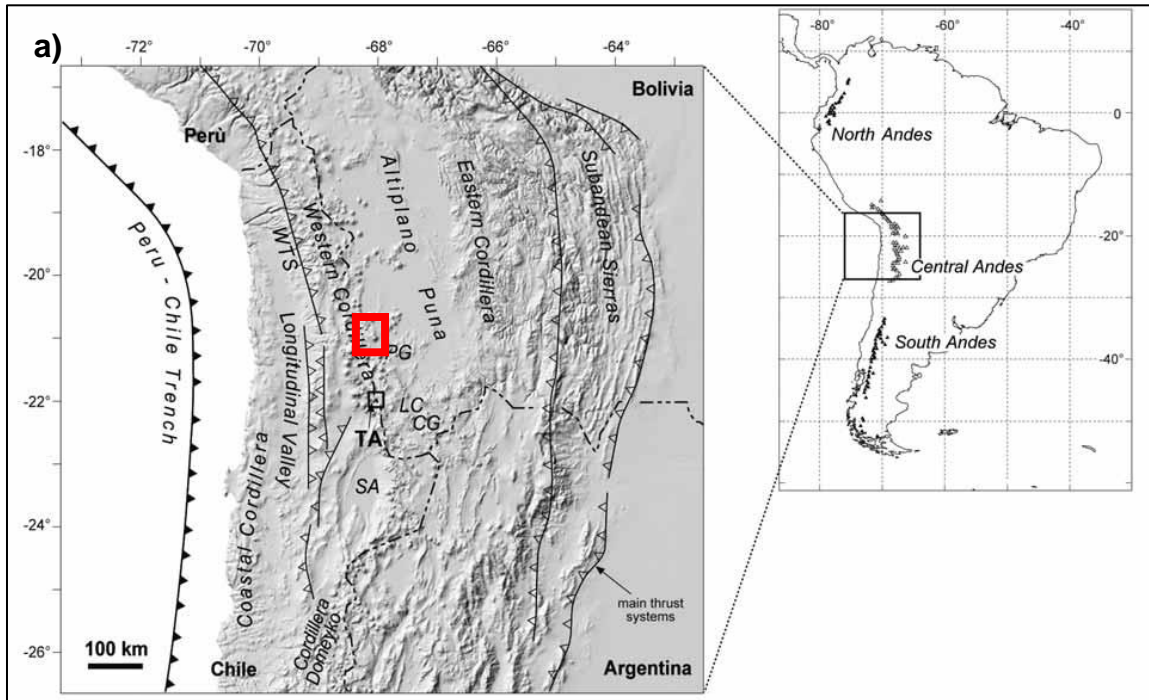 a)
-72°
-70°
-68°
-66°
-64°
-18°
-20°
-22°
-24°
-26°
Bolivia
Perù
Altiplano
Puna
Eastern Cordillera
Subandean Sierras
Western Cordillera
WTS
Peru - Chile Trench
Longitudinal Valley
Coastal Cordillera
PG
LC
CG
TA
SA
Cordillera
Domeyko
main thrust
systems
100 km
Chile
Argentina
-80°
-60°
-40°
0
-20°
-40°
North Andes
Central Andes
South Andes